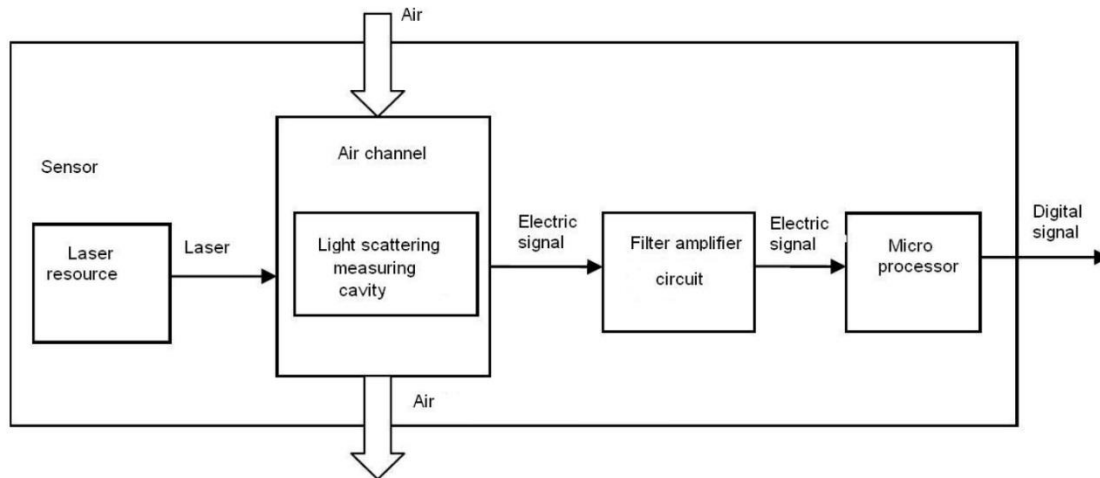 Air
Sensor
Laser
resource
Laser
Air channel
Light scattering
measuring
cavity
Electric
signal
Filter amplifier
circuit
Electric
signal
Micro
processor
Digital
signal
Air